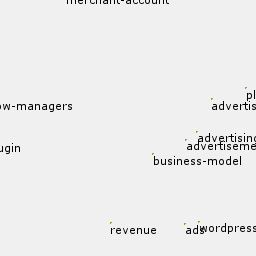 merchant-account
pl
ow-managers
advertis
advertising
advertiseme
ugin
business-model
revenue
ads
wordpress